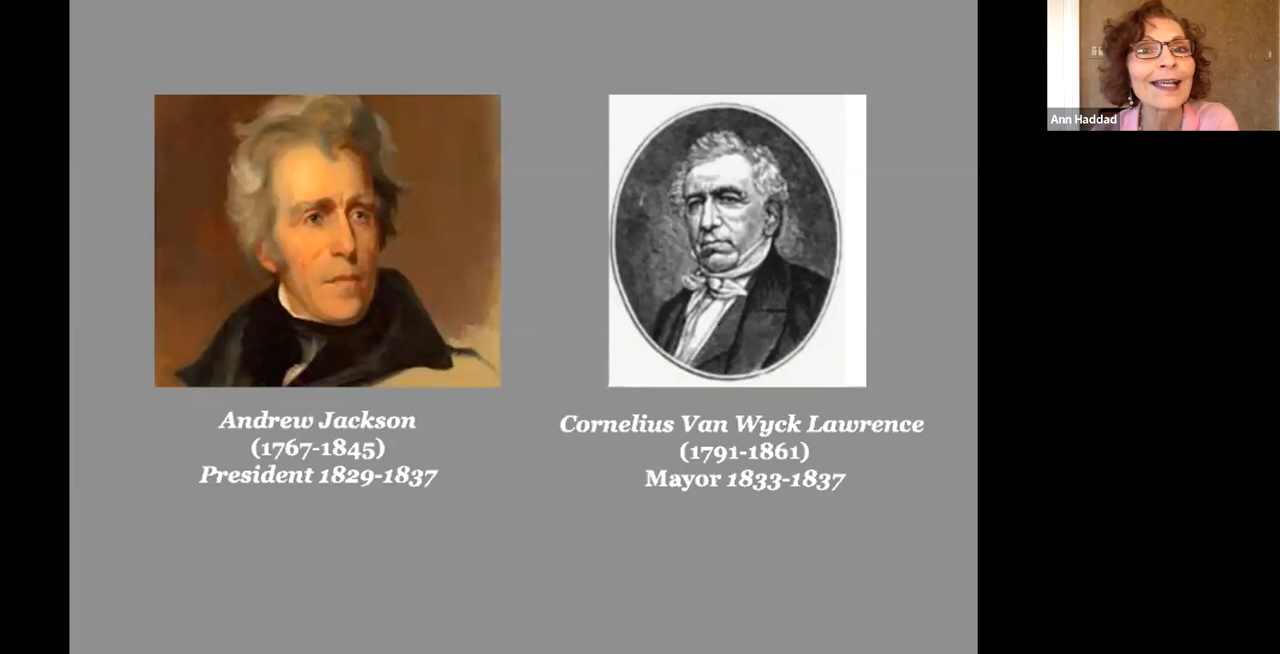 Ann Haddad
Andrew Jackson
(1767-1845)
President 1829-1837
Cornelius Van Wyck Lawrence
(1791-1861)
Mayor 1833-1837